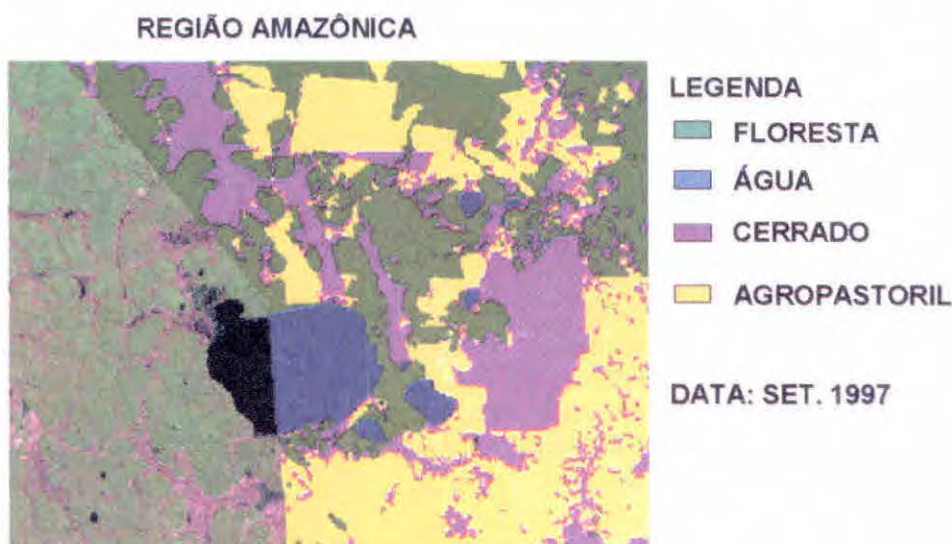 REGIÃO AMAZÔNICA
LEGENDA
FLORESTA
ÁGUA
CERRADO
AGROPASTORIL
DATA: SET. 1997